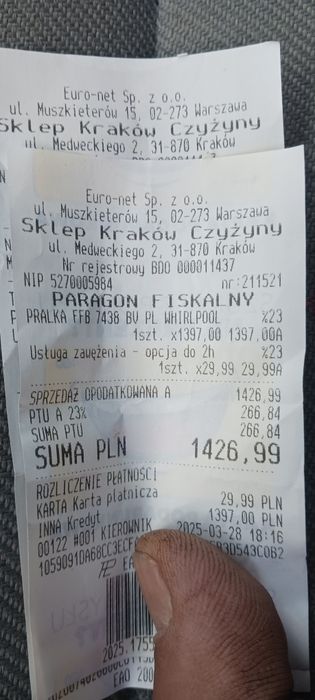 Euro-net Sp. z o.o.
ul. Muszkieterów 15, 02-273 Warszawa
Sklep Kraków Czyżyny
ul. Medweckiego 2, 31-870 Kraków
Euro-net Sp. z o.o.
ul. Muszkieterów 15, 02-273 Warszawa
Sklep Kraków Czyżyny
ul. Medweckiego 2, 31-870 Kraków
Nr rejestrowy BDO 000011437
NIP 5270005984 nr:211521
PARAGON FISKALNY
PRALKA FFB 7438 BV PL WHIRLPOOL %23
1szt. x1397,00 1397,00A
Usługa zawężenia - opcja do 2h %23
1szt. x29,99 29,99A
SPRZEDAŻ OPODATKOWANA A 1426,99
PTU A 23% 266,84
SUMA PTU 266,84
SUMA PLN 1426,99
ROZLICZENIE PŁATNOŚCI
KARTA Karta płatnicza 29,99 PLN
INNA Kredyt 1397,00 PLN
00122 #001 KIEROWNIK 2025-03-28 18:16
EAO 200